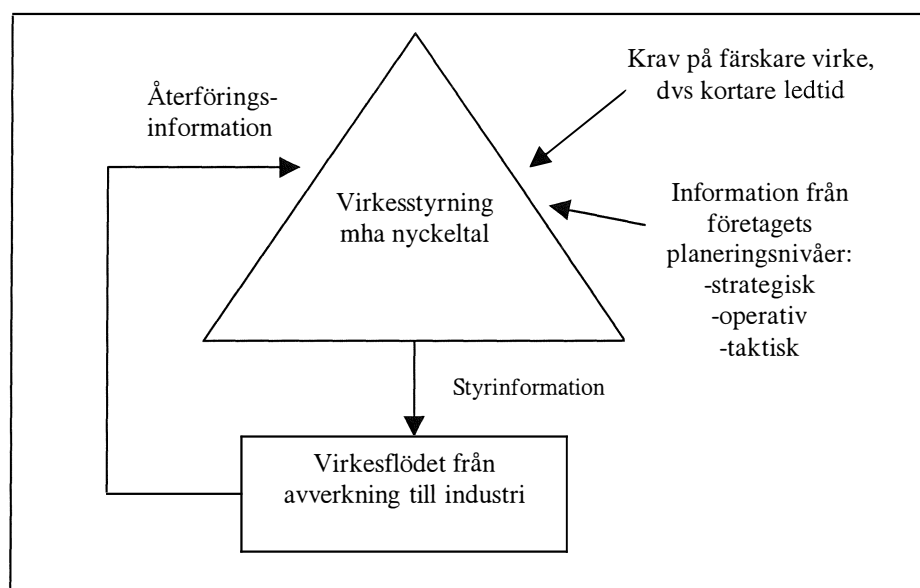 Krav på färskare virke,
dvs kortare ledtid
Återförings-
information
Virkesstyrning
mha nyckeltal
Information från
företagets
planeringsnivåer:
-strategisk
-operativ
-taktisk
Styrinformation
Virkesflödet från
avverkning till industri